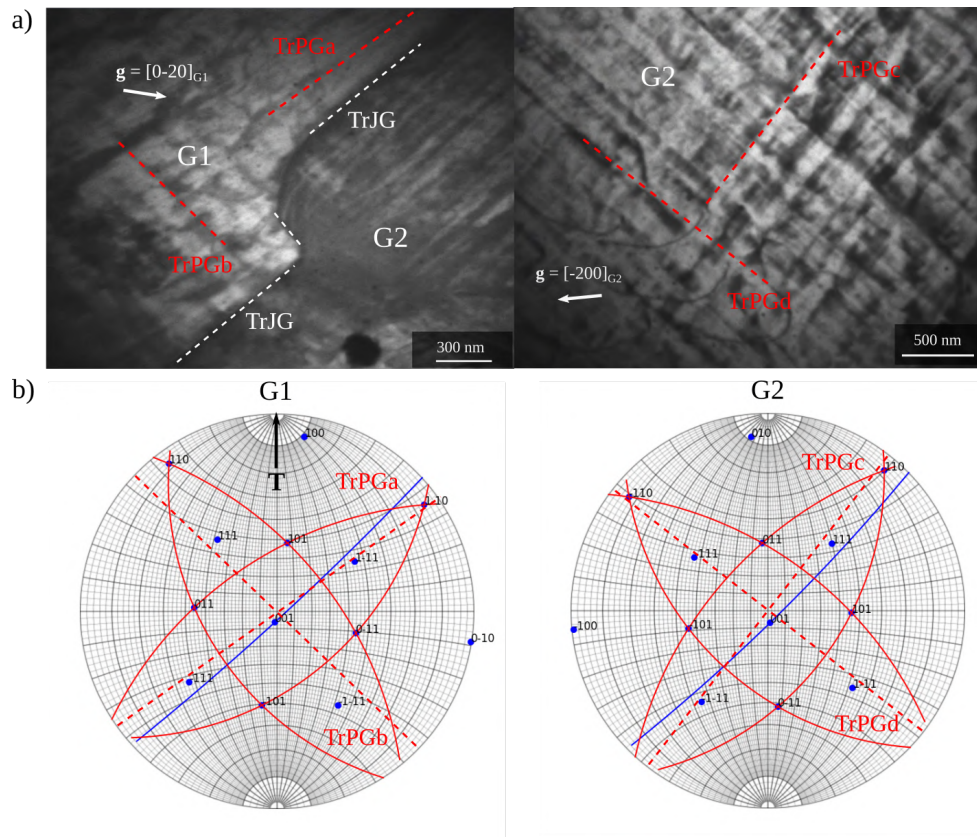 a)
TrPGa
g = [0-20]G1
TrJG
G1
G2
TrPGb
TrJG
300 nm
G2
TrPGc
g = [-200]G2
TrPGd
500 nm
b)
G1
G2
100
110
T
TrPGa
1-10
111
101
1-11
011
001
0-11
0-10
-111
-101
-1-11
TrPGb
010
TrPGc
110
-110
011
111
-111
-100
-101
001
101
-1-11
1-11
0-11
TrPGd